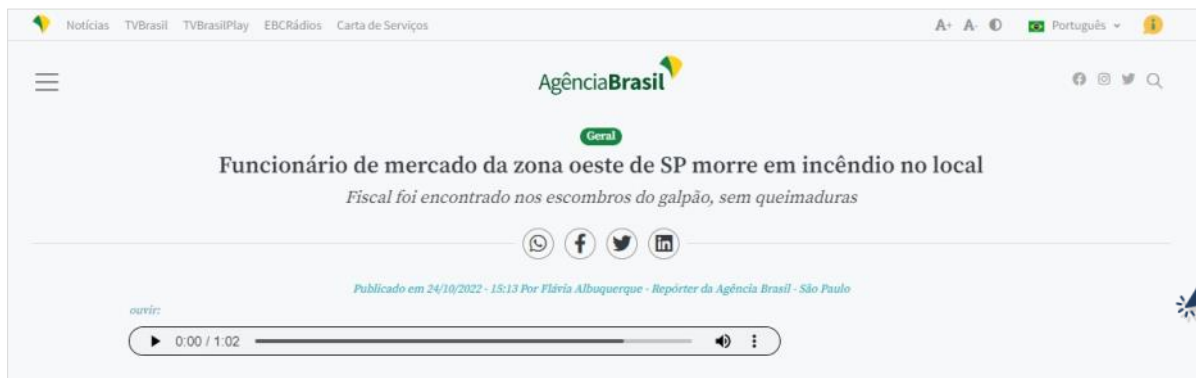 Notícias TVBrasil TVBrasilPlay EBCRádios Carta de Serviços A+ A- Português
AgênciaBrasil
Geral
Funcionário de mercado da zona oeste de SP morre em incêndio no local
Fiscal foi encontrado nos escombros do galpão, sem queimaduras
Publicado em 24/10/2022 - 15:13 Por Flávia Albuquerque - Repórter da Agência Brasil - São Paulo
ouvir:
0:00 / 1:02